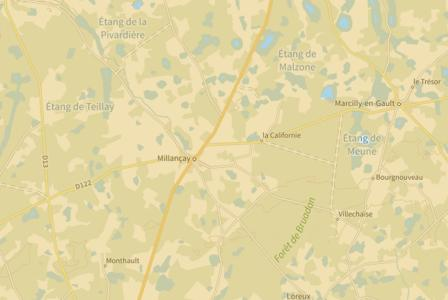 Étang de la
Pivardière
Étang de
Malzone
le Trésor
Étang de Teillay
Marcilly-en-Gault
la Californie
Étang de
Meune
Millançay
D13
D122
Bourgnouveau
Villechaise
Forêt de Bruadan
Monthault
Loreux